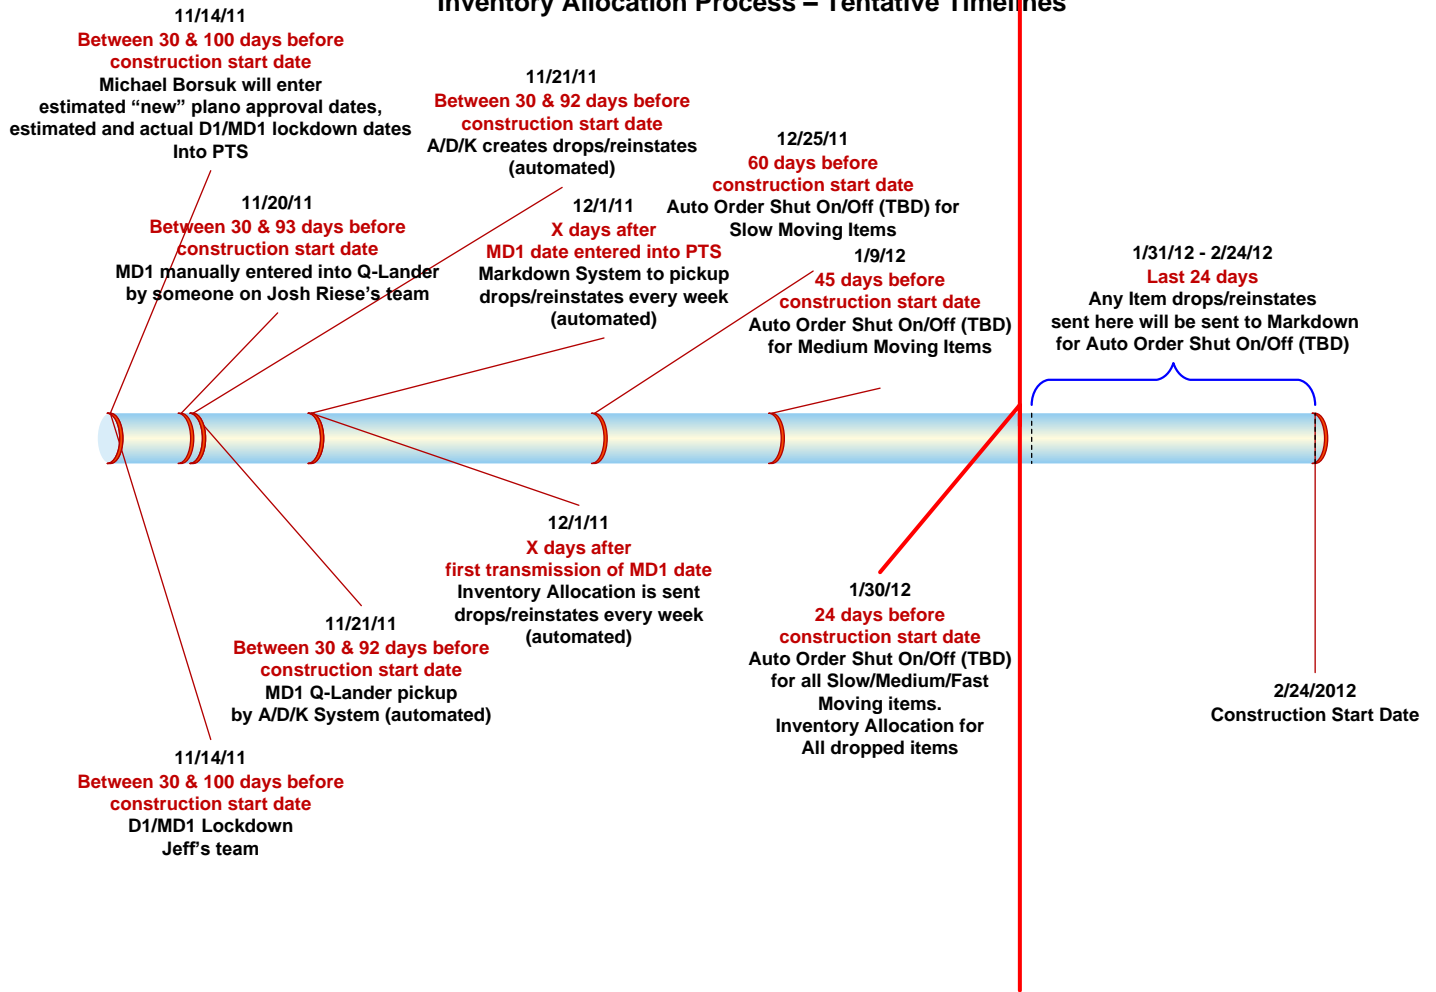 Inventory Allocation Process – Tentative Timelines
11/14/11
Between 30 & 100 days before
construction start date
Michael Borsuk will enter
estimated “new” plano approval dates,
estimated and actual D1/MD1 lockdown dates
Into PTS
11/20/11
Between 30 & 93 days before
construction start date
MD1 manually entered into Q-Lander
by someone on Josh Riese’s team
11/21/11
Between 30 & 92 days before
construction start date
A/D/K creates drops/reinstates
(automated)
12/1/11
X days after
MD1 date entered into PTS
Markdown System to pickup
drops/reinstates every week
(automated)
12/25/11
60 days before
construction start date
Auto Order Shut On/Off (TBD) for
Slow Moving Items
1/9/12
45 days before
construction start date
Auto Order Shut On/Off (TBD)
for Medium Moving Items
1/31/12 - 2/24/12
Last 24 days
Any Item drops/reinstates
sent here will be sent to Markdown
for Auto Order Shut On/Off (TBD)
11/14/11
Between 30 & 100 days before
construction start date
D1/MD1 Lockdown
Jeff’s team
11/21/11
Between 30 & 92 days before
construction start date
MD1 Q-Lander pickup
by A/D/K System (automated)
12/1/11
X days after
first transmission of MD1 date
Inventory Allocation is sent
drops/reinstates every week
(automated)
1/30/12
24 days before
construction start date
Auto Order Shut On/Off (TBD)
for all Slow/Medium/Fast
Moving items.
Inventory Allocation for
All dropped items
2/24/2012
Construction Start Date